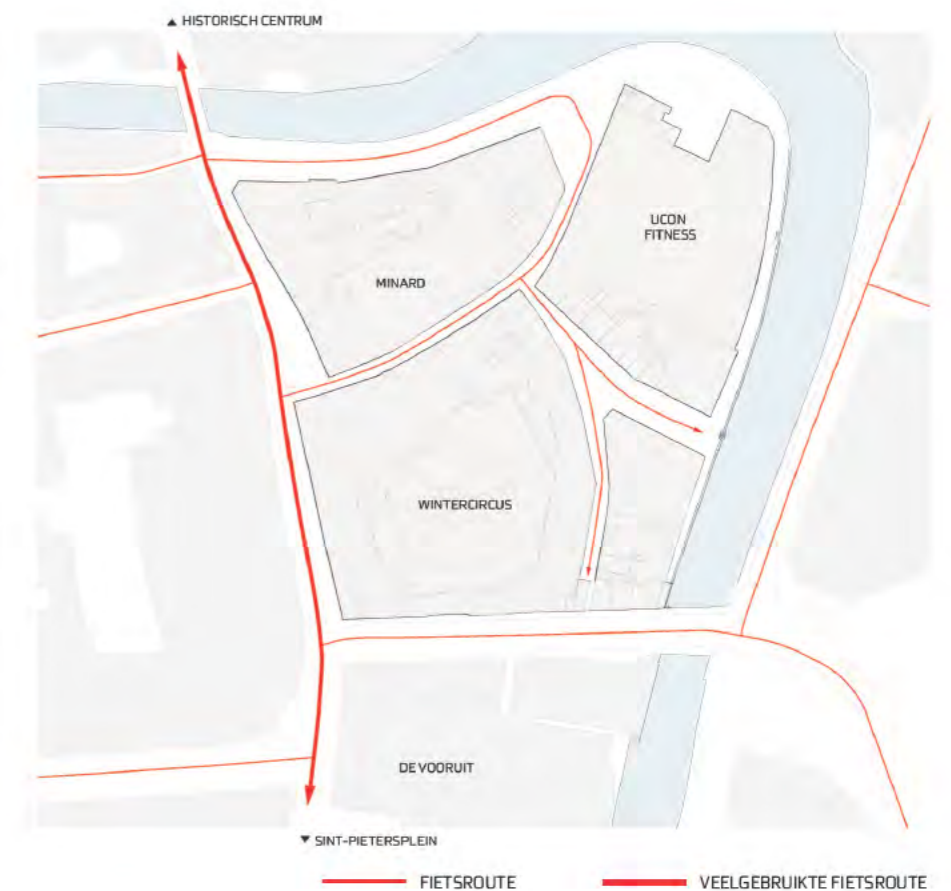 ▲ HISTORISCH CENTRUM
UCON
FITNESS
MINARD
WINTERCIRCUS
DE VOORUIT
▼ SINT-PIETERSPLEIN
FIETSROUTE
VEELGEBRUIKTE FIETSROUTE